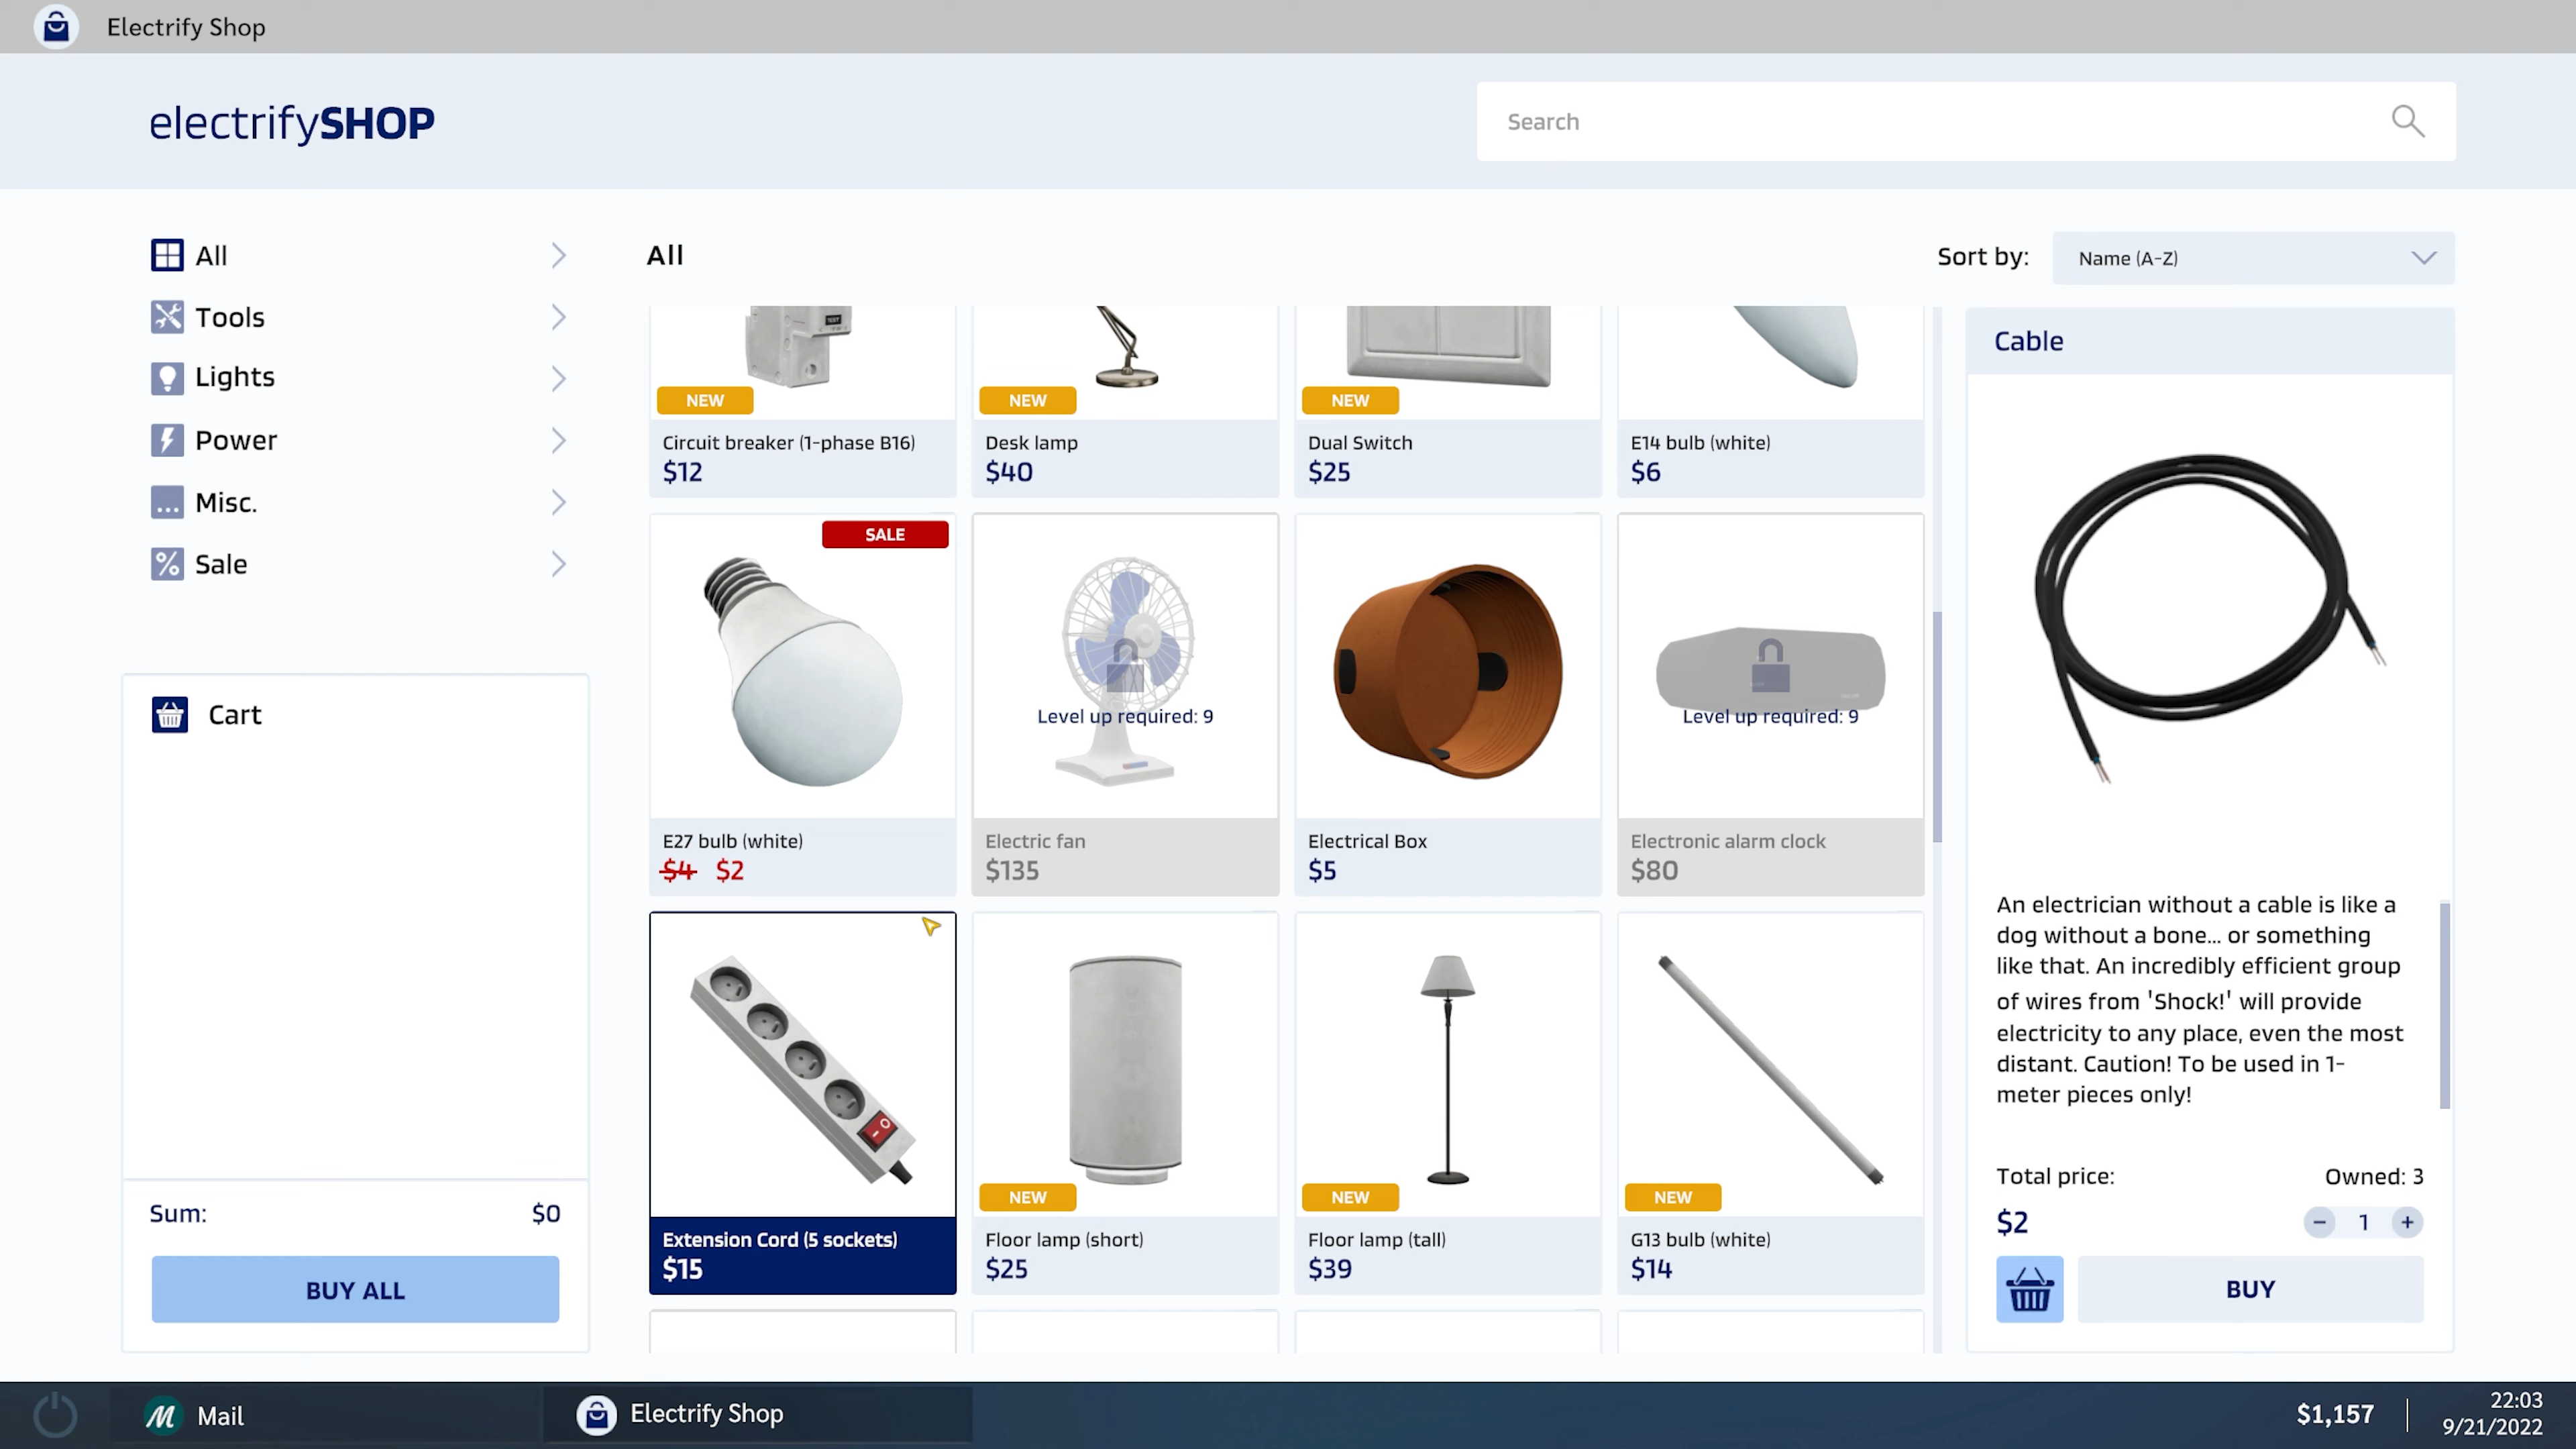 Electrify Shop
electrifySHOP
Search
All
Tools
Lights
Power
Misc.
Sale
Cart
Sum: $0
BUY ALL
All
Sort by: Name (A-Z)
NEW
Circuit breaker (1-phase B16)
$12
NEW
Desk lamp
$40
NEW
Dual Switch
$25
E14 bulb (white)
$6
SALE
E27 bulb (white)
$4 $2
Level up required: 9
Electric fan
$135
Electrical Box
$5
Level up required: 9
Electronic alarm clock
$80
Extension Cord (5 sockets)
$15
NEW
Floor lamp (short)
$25
NEW
Floor lamp (tall)
$39
NEW
G13 bulb (white)
$14
Cable
An electrician without a cable is like a
dog without a bone... or something
like that. An incredibly efficient group
of wires from 'Shock!' will provide
electricity to any place, even the most
distant. Caution! To be used in 1-
meter pieces only!
Total price: Owned: 3
$2 − 1 +
BUY
Mail
Electrify Shop
$1,157
22:03
9/21/2022